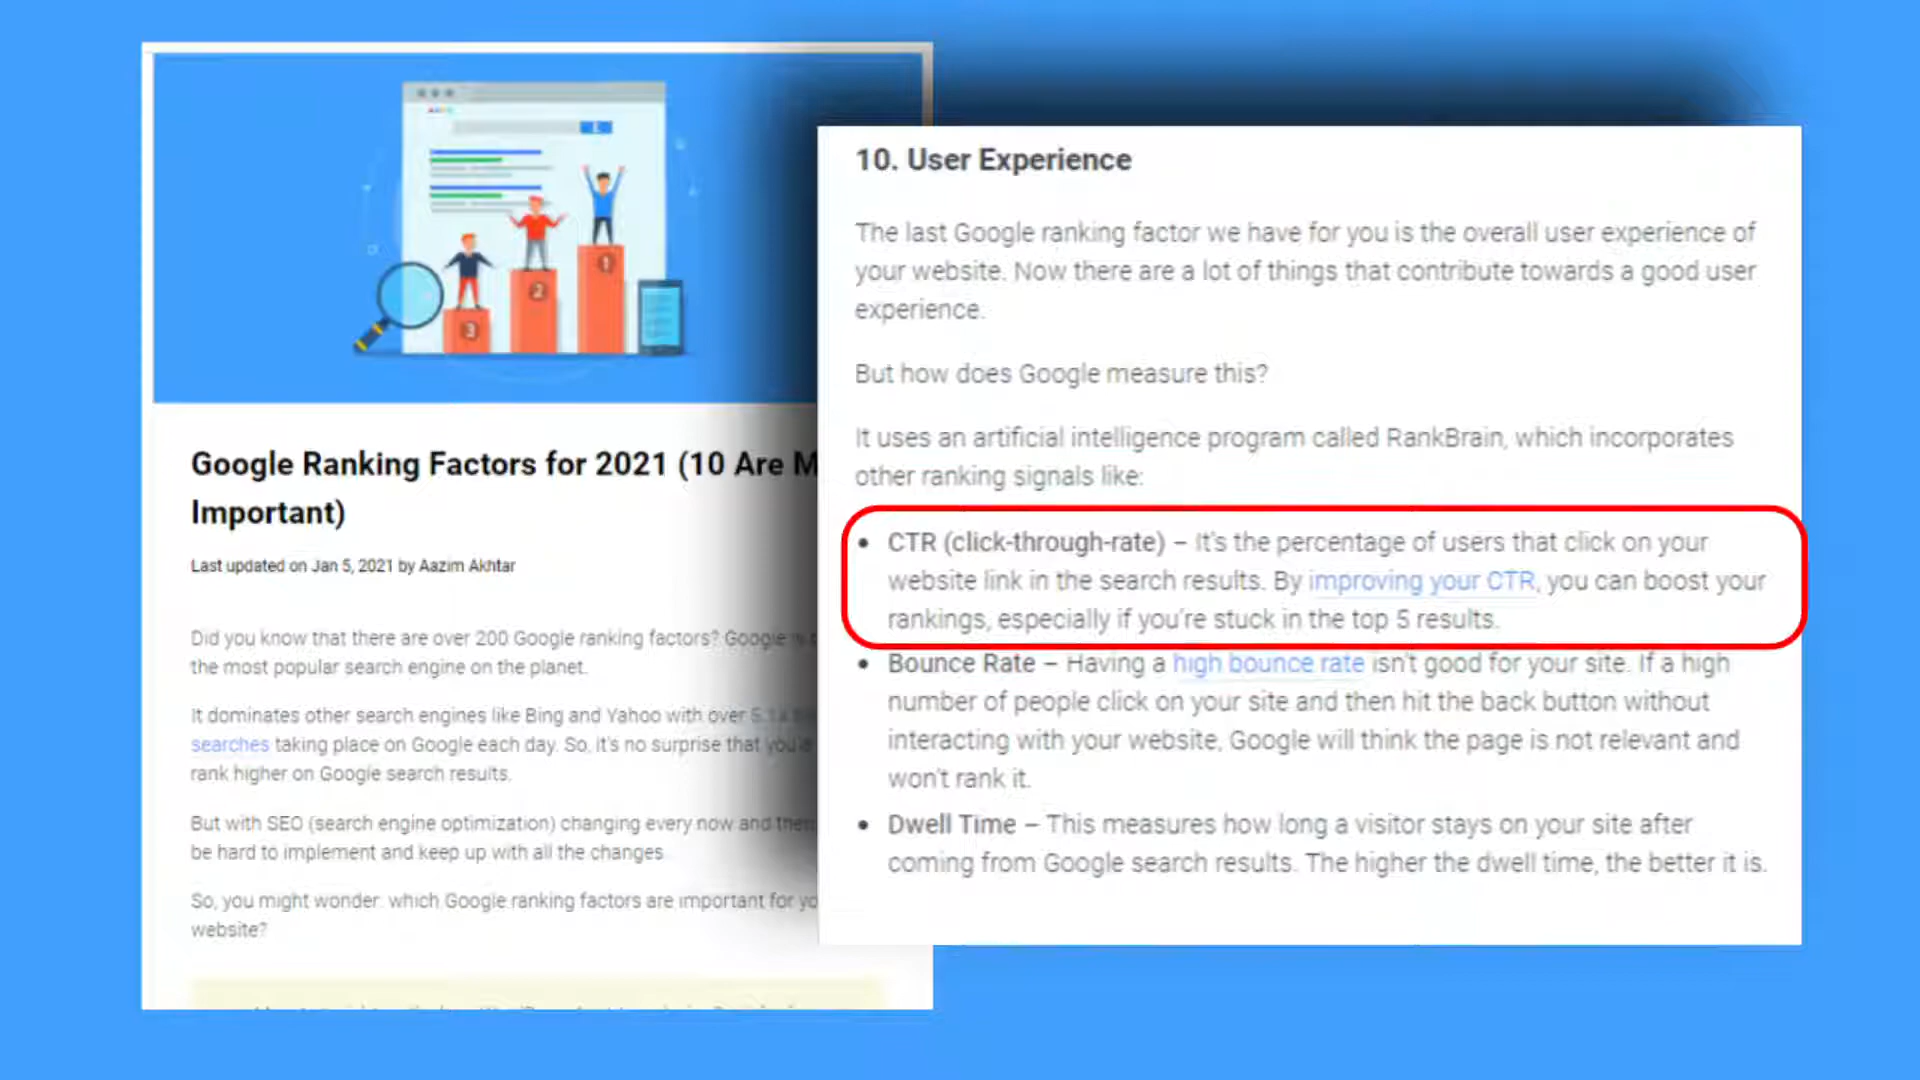 3
2
1
Google Ranking Factors for 2021 (10 Are M
Important)
Last updated on Jan 5, 2021 by Aazim Akhtar
Did you know that there are over 200 Google ranking factors? Google is
the most popular search engine on the planet.
It dominates other search engines like Bing and Yahoo with over
searches taking place on Google each day. So, it's no surprise that you're
rank higher on Google search results.
But with SEO (search engine optimization) changing every now and then,
be hard to implement and keep up with all the changes.
So, you might wonder: which Google ranking factors are important for yo
website?
10. User Experience
The last Google ranking factor we have for you is the overall user experience of
your website. Now there are a lot of things that contribute towards a good user
experience.
But how does Google measure this?
It uses an artificial intelligence program called RankBrain, which incorporates
other ranking signals like:
• CTR (click-through-rate) – It's the percentage of users that click on your
website link in the search results. By improving your CTR, you can boost your
rankings, especially if you're stuck in the top 5 results.
• Bounce Rate – Having a high bounce rate isn't good for your site. If a high
number of people click on your site and then hit the back button without
interacting with your website, Google will think the page is not relevant and
won't rank it.
• Dwell Time – This measures how long a visitor stays on your site after
coming from Google search results. The higher the dwell time, the better it is.